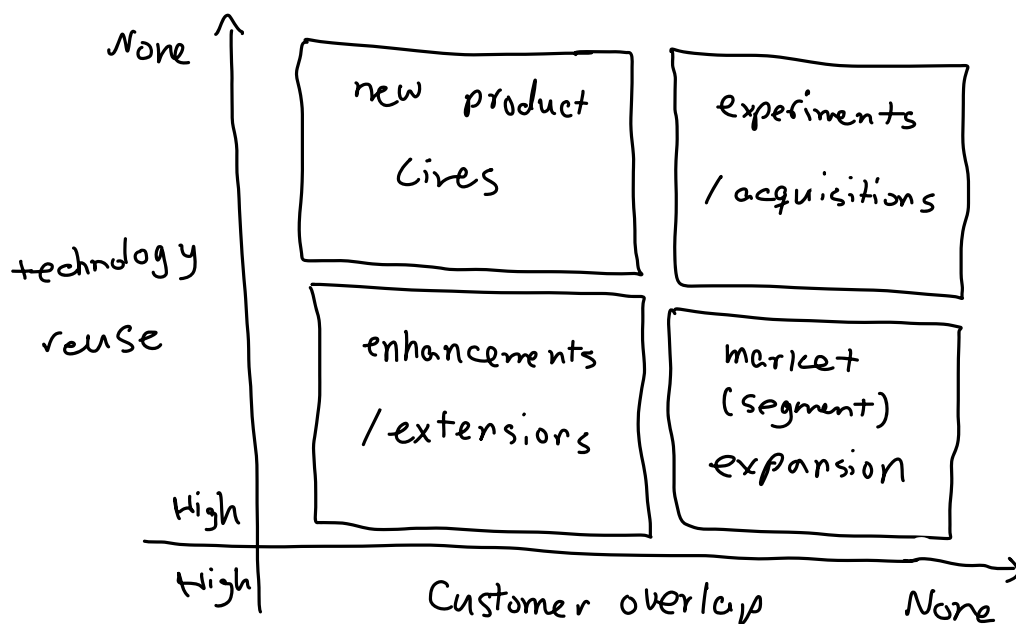 None
new product
lines
experiments
/ acquisitions
technology
reuse
enhancements
/ extensions
market
(segment)
expansion
High
High
Customer overlap
None